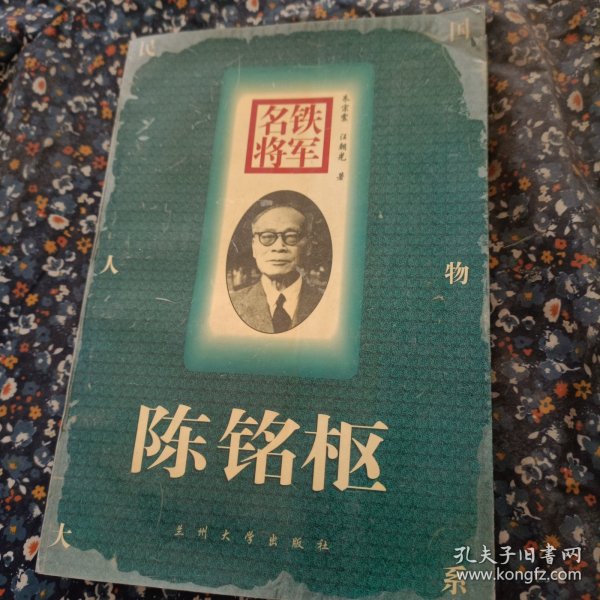 民国
人物
大系
铁军
名将
朱宗震 汪朝光 著
陈铭枢
兰州大学出版社
孔夫子旧书网
www.kongfz.com